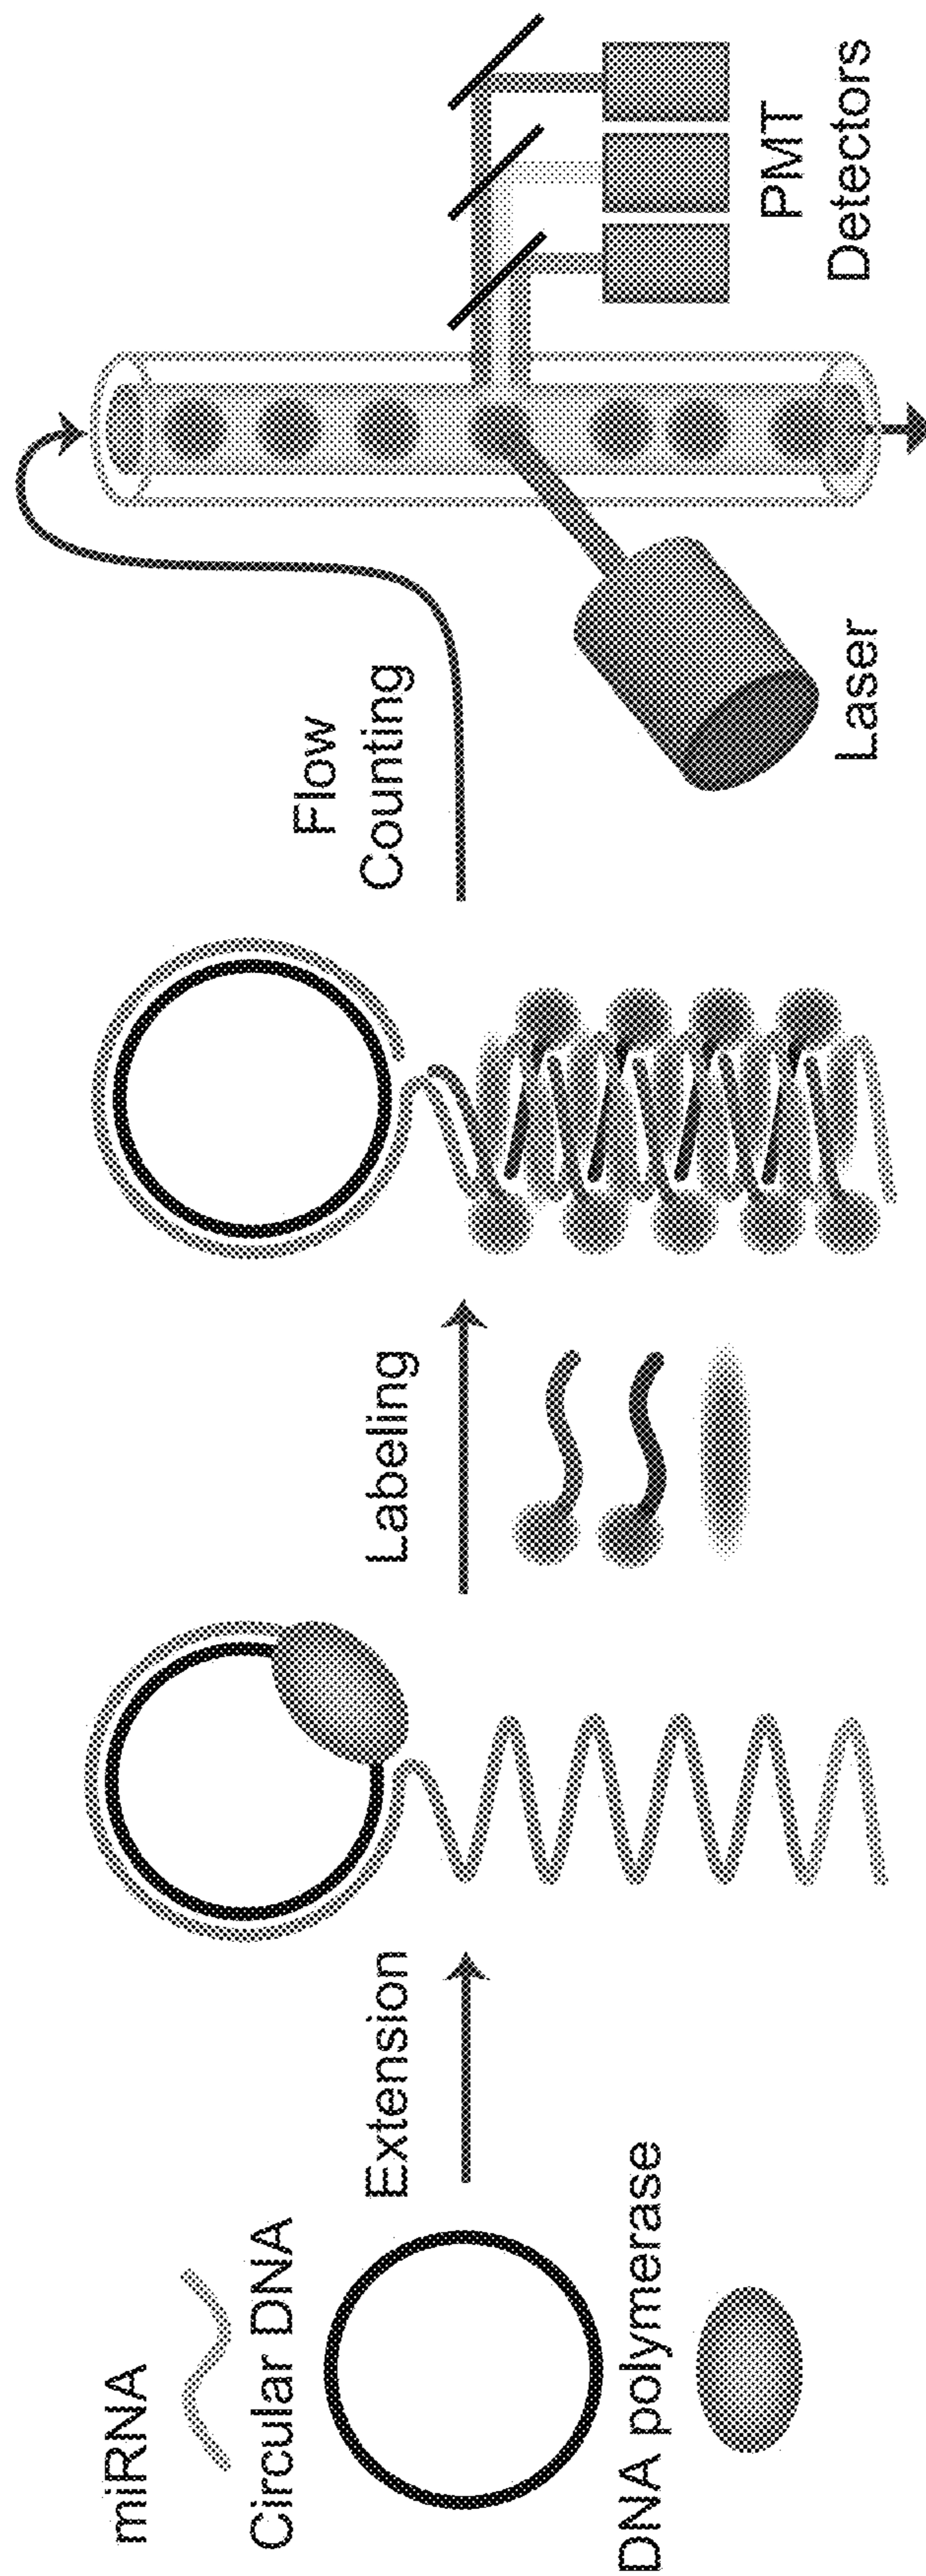 miRNA
Circular DNA
DNA polymerase
Extension
Labeling
Flow
Counting
Laser
PMT
Detectors